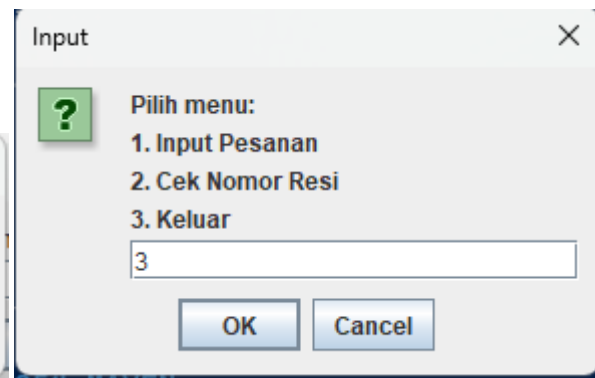 Input
Pilih menu:
1. Input Pesanan
2. Cek Nomor Resi
3. Keluar
3
OK
Cancel